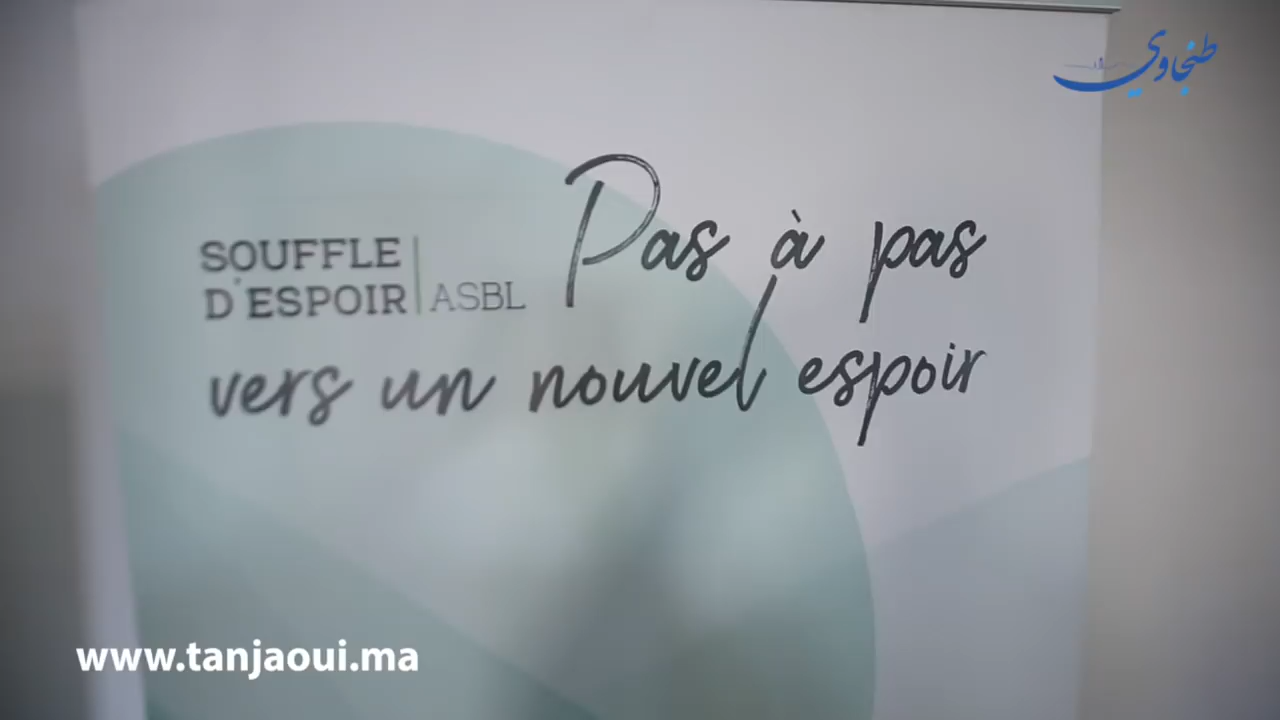 طنجاوي
SOUFFLE
D'ESPOIR
ASBL
Pas à pas
vers un nouvel espoir
www.tanjaoui.ma